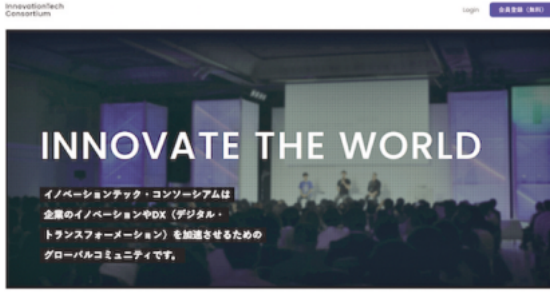 InnovationTech
Consortium
Login
会員登録（無料）
INNOVATE THE WORLD
イノベーションテック・コンソーシアムは
企業のイノベーションやDX（デジタル・
トランスフォーメーション）を加速させるための
グローバルコミュニティです。